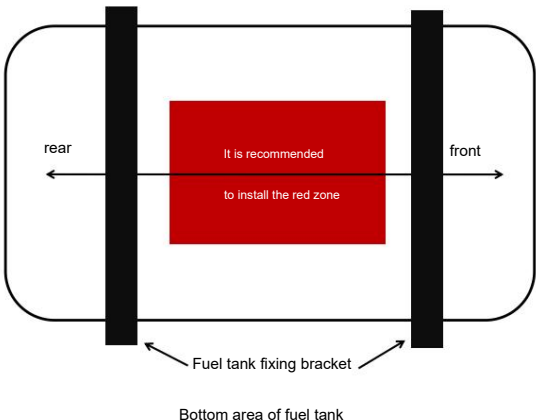 rear
It is recommended
front
to install the red zone
Fuel tank fixing bracket
Bottom area of fuel tank